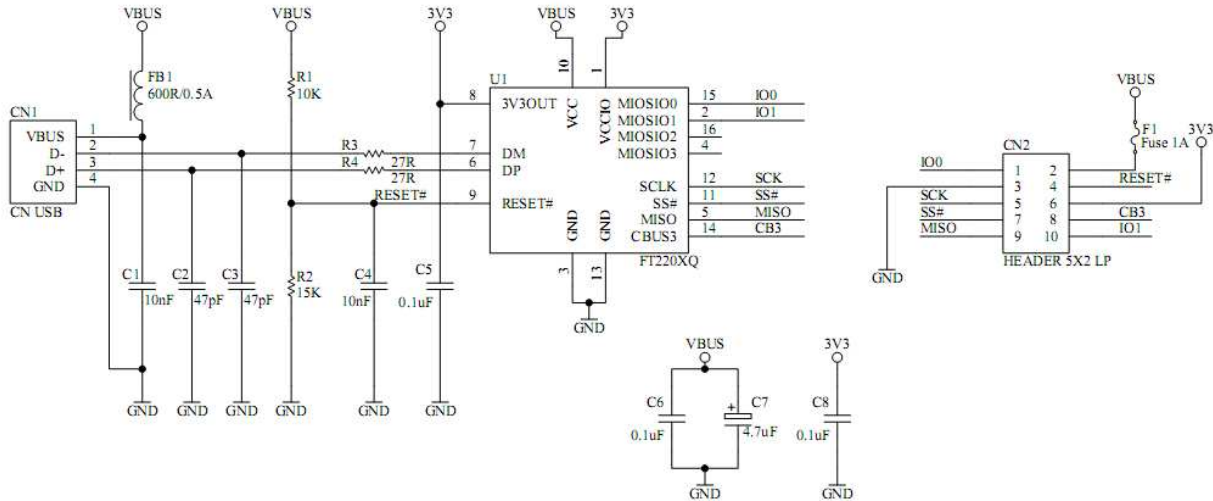 VBUS
VBUS
3V3
VBUS
3V3
FB1
600R/0.5A
R1
10K
U1
10
1
VCC
VCCIO
8
3V3OUT
MIOSIO0
15
IO0
MIOSIO1
2
IO1
MIOSIO2
16
MIOSIO3
4
CN1
VBUS
1
D-
2
D+
3
GND
4
CN USB
R3
27R
7
DM
R4
27R
6
DP
RESET#
9
RESET#
SCLK
12
SCK
SS#
11
SS#
MISO
5
MISO
CBUS3
14
CB3
GND
GND
3
13
FT220XQ
GND
C1
10nF
C2
47pF
C3
47pF
R2
15K
C4
10nF
C5
0.1uF
GND
GND
GND
GND
GND
GND
VBUS
F1
Fuse 1A
3V3
CN2
IO0
1
2
3
4
RESET#
SCK
5
6
SS#
7
8
CB3
MISO
9
10
IO1
HEADER 5X2 LP
GND
VBUS
3V3
C6
0.1uF
C7
+
4.7uF
C8
0.1uF
GND
GND